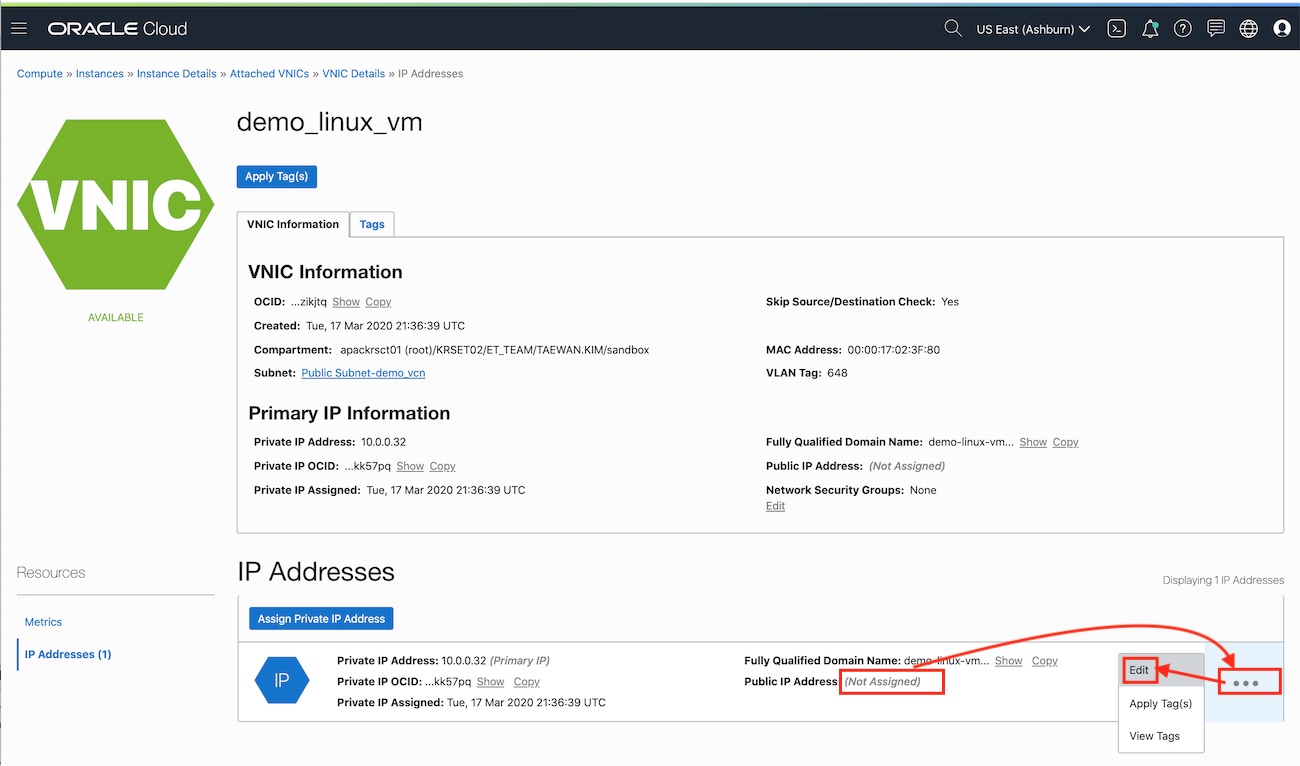 ORACLE Cloud
US East (Ashburn)
Compute » Instances » Instance Details » Attached VNICs » VNIC Details » IP Addresses
VNIC
AVAILABLE
demo_linux_vm
Apply Tag(s)
VNIC Information Tags
VNIC Information
OCID: ...zikjtq Show Copy
Skip Source/Destination Check: Yes
Created: Tue, 17 Mar 2020 21:36:39 UTC
Compartment: apackrsct01 (root)/KRSET02/ET_TEAM/TAEWAN.KIM/sandbox
MAC Address: 00:00:17:02:3F:80
Subnet: Public Subnet-demo_vcn
VLAN Tag: 648
Primary IP Information
Private IP Address: 10.0.0.32
Fully Qualified Domain Name: demo-linux-vm... Show Copy
Private IP OCID: ...kk57pq Show Copy
Public IP Address: (Not Assigned)
Private IP Assigned: Tue, 17 Mar 2020 21:36:39 UTC
Network Security Groups: None
Edit
Resources
Metrics
IP Addresses (1)
IP Addresses
Displaying 1 IP Addresses
Assign Private IP Address
IP
Private IP Address: 10.0.0.32 (Primary IP)
Private IP OCID: ...kk57pq Show Copy
Private IP Assigned: Tue, 17 Mar 2020 21:36:39 UTC
Fully Qualified Domain Name: demo-linux-vm... Show Copy
Public IP Address (Not Assigned)
Edit
Apply Tag(s)
View Tags